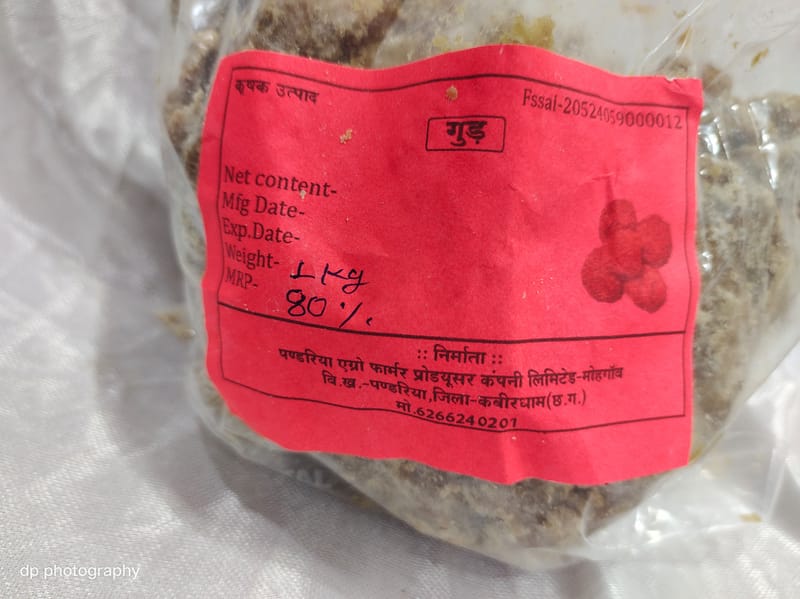 कृषक उत्पाद
Fssai-20524059000012
गुड़
Net content-
Mfg Date-
Exp.Date-
Weight- 1 Kg
MRP- 80%.
:: निर्माता ::
पण्डरिया एग्रो फार्मर प्रोडयूसर कंपनी लिमिटेड-मोहगाँव
वि.ख.-पण्डरिया,जिला-कबीरधाम(छ.ग.)
मो.6266240201
dp photography